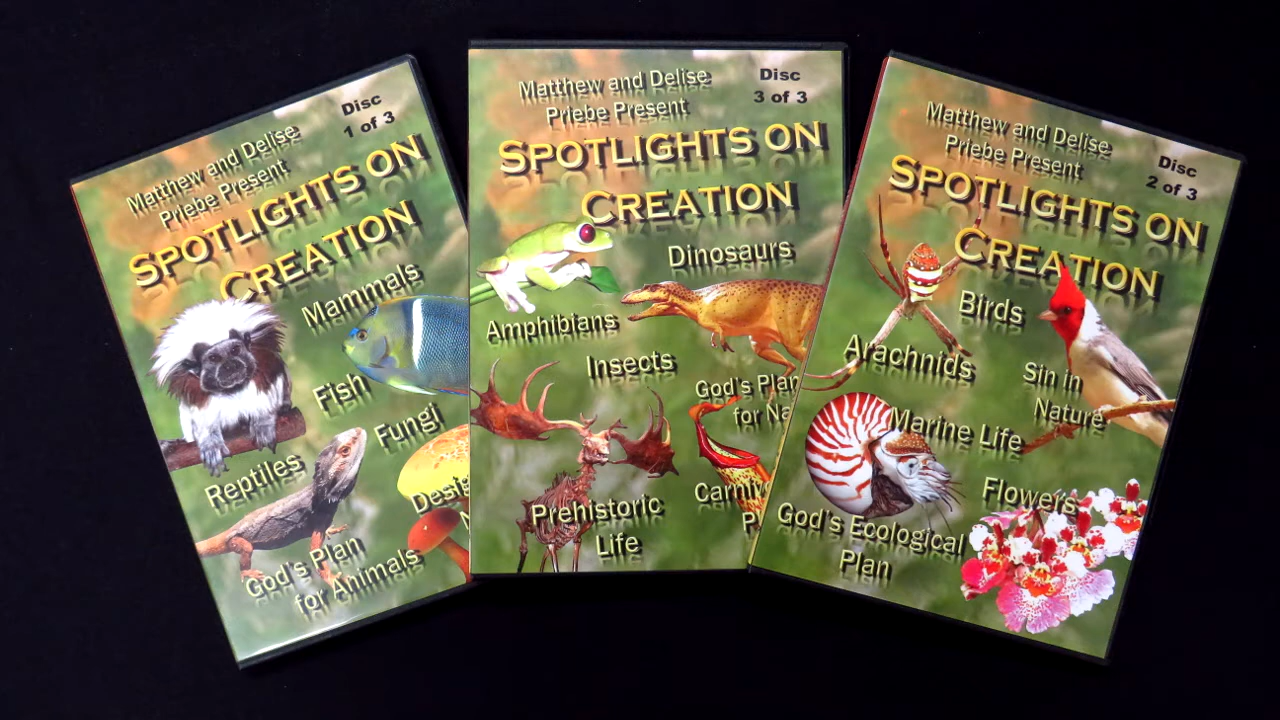 Matthew and Delise
Priebe Present
Disc
1 of 3
SPOTLIGHTS ON
CREATION
Mammals
Fish
Fungi
Reptiles
God's Plan
for Animals
Matthew and Delise
Priebe Present
Disc
3 of 3
SPOTLIGHTS ON
CREATION
Dinosaurs
Amphibians
Insects
God's Plan
for
Prehistoric
Life
Matthew and Delise
Priebe Present
Disc
2 of 3
SPOTLIGHTS ON
CREATION
Birds
Arachnids
Sin in
Nature
Marine Life
Flowers
God's Ecological
Plan